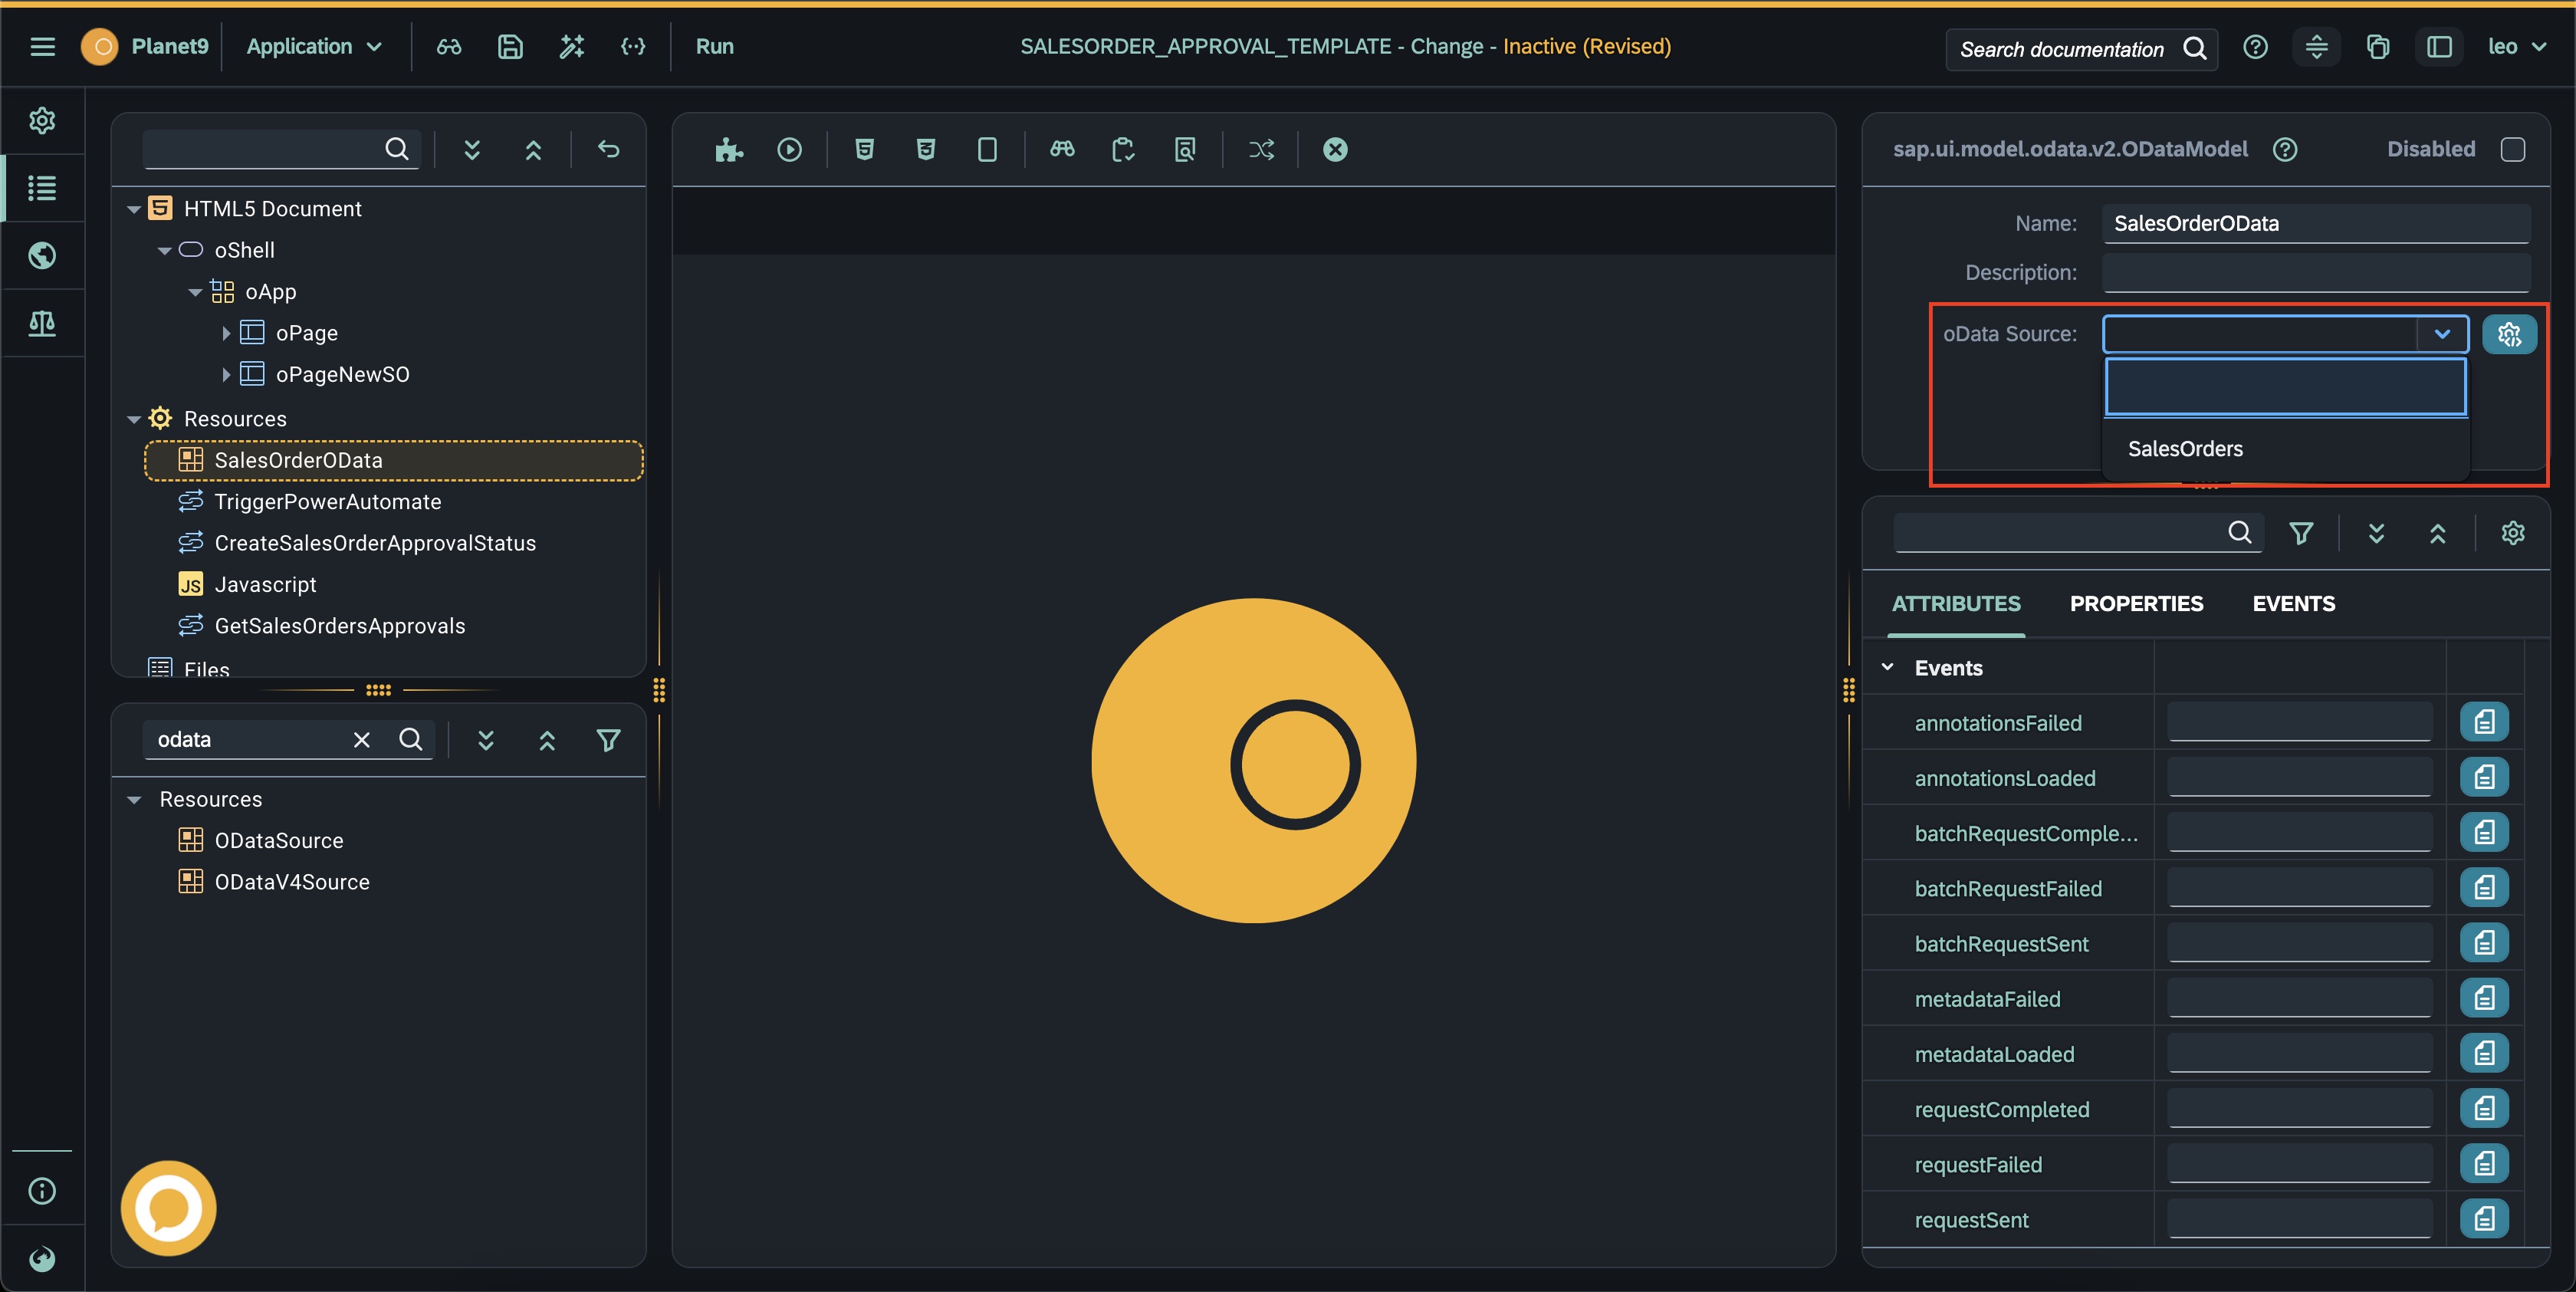 Planet9
Application
Run
SALESORDER_APPROVAL_TEMPLATE - Change - Inactive (Revised)
Search documentation
leo
HTML5 Document
oShell
oApp
oPage
oPageNewSO
Resources
SalesOrderOData
TriggerPowerAutomate
CreateSalesOrderApprovalStatus
JS Javascript
GetSalesOrdersApprovals
Files
odata
Resources
ODataSource
ODataV4Source
sap.ui.model.odata.v2.ODataModel
Disabled
Name: SalesOrderOData
Description:
oData Source:
SalesOrders
ATTRIBUTES PROPERTIES EVENTS
Events
annotationsFailed
annotationsLoaded
batchRequestComple...
batchRequestFailed
batchRequestSent
metadataFailed
metadataLoaded
requestCompleted
requestFailed
requestSent